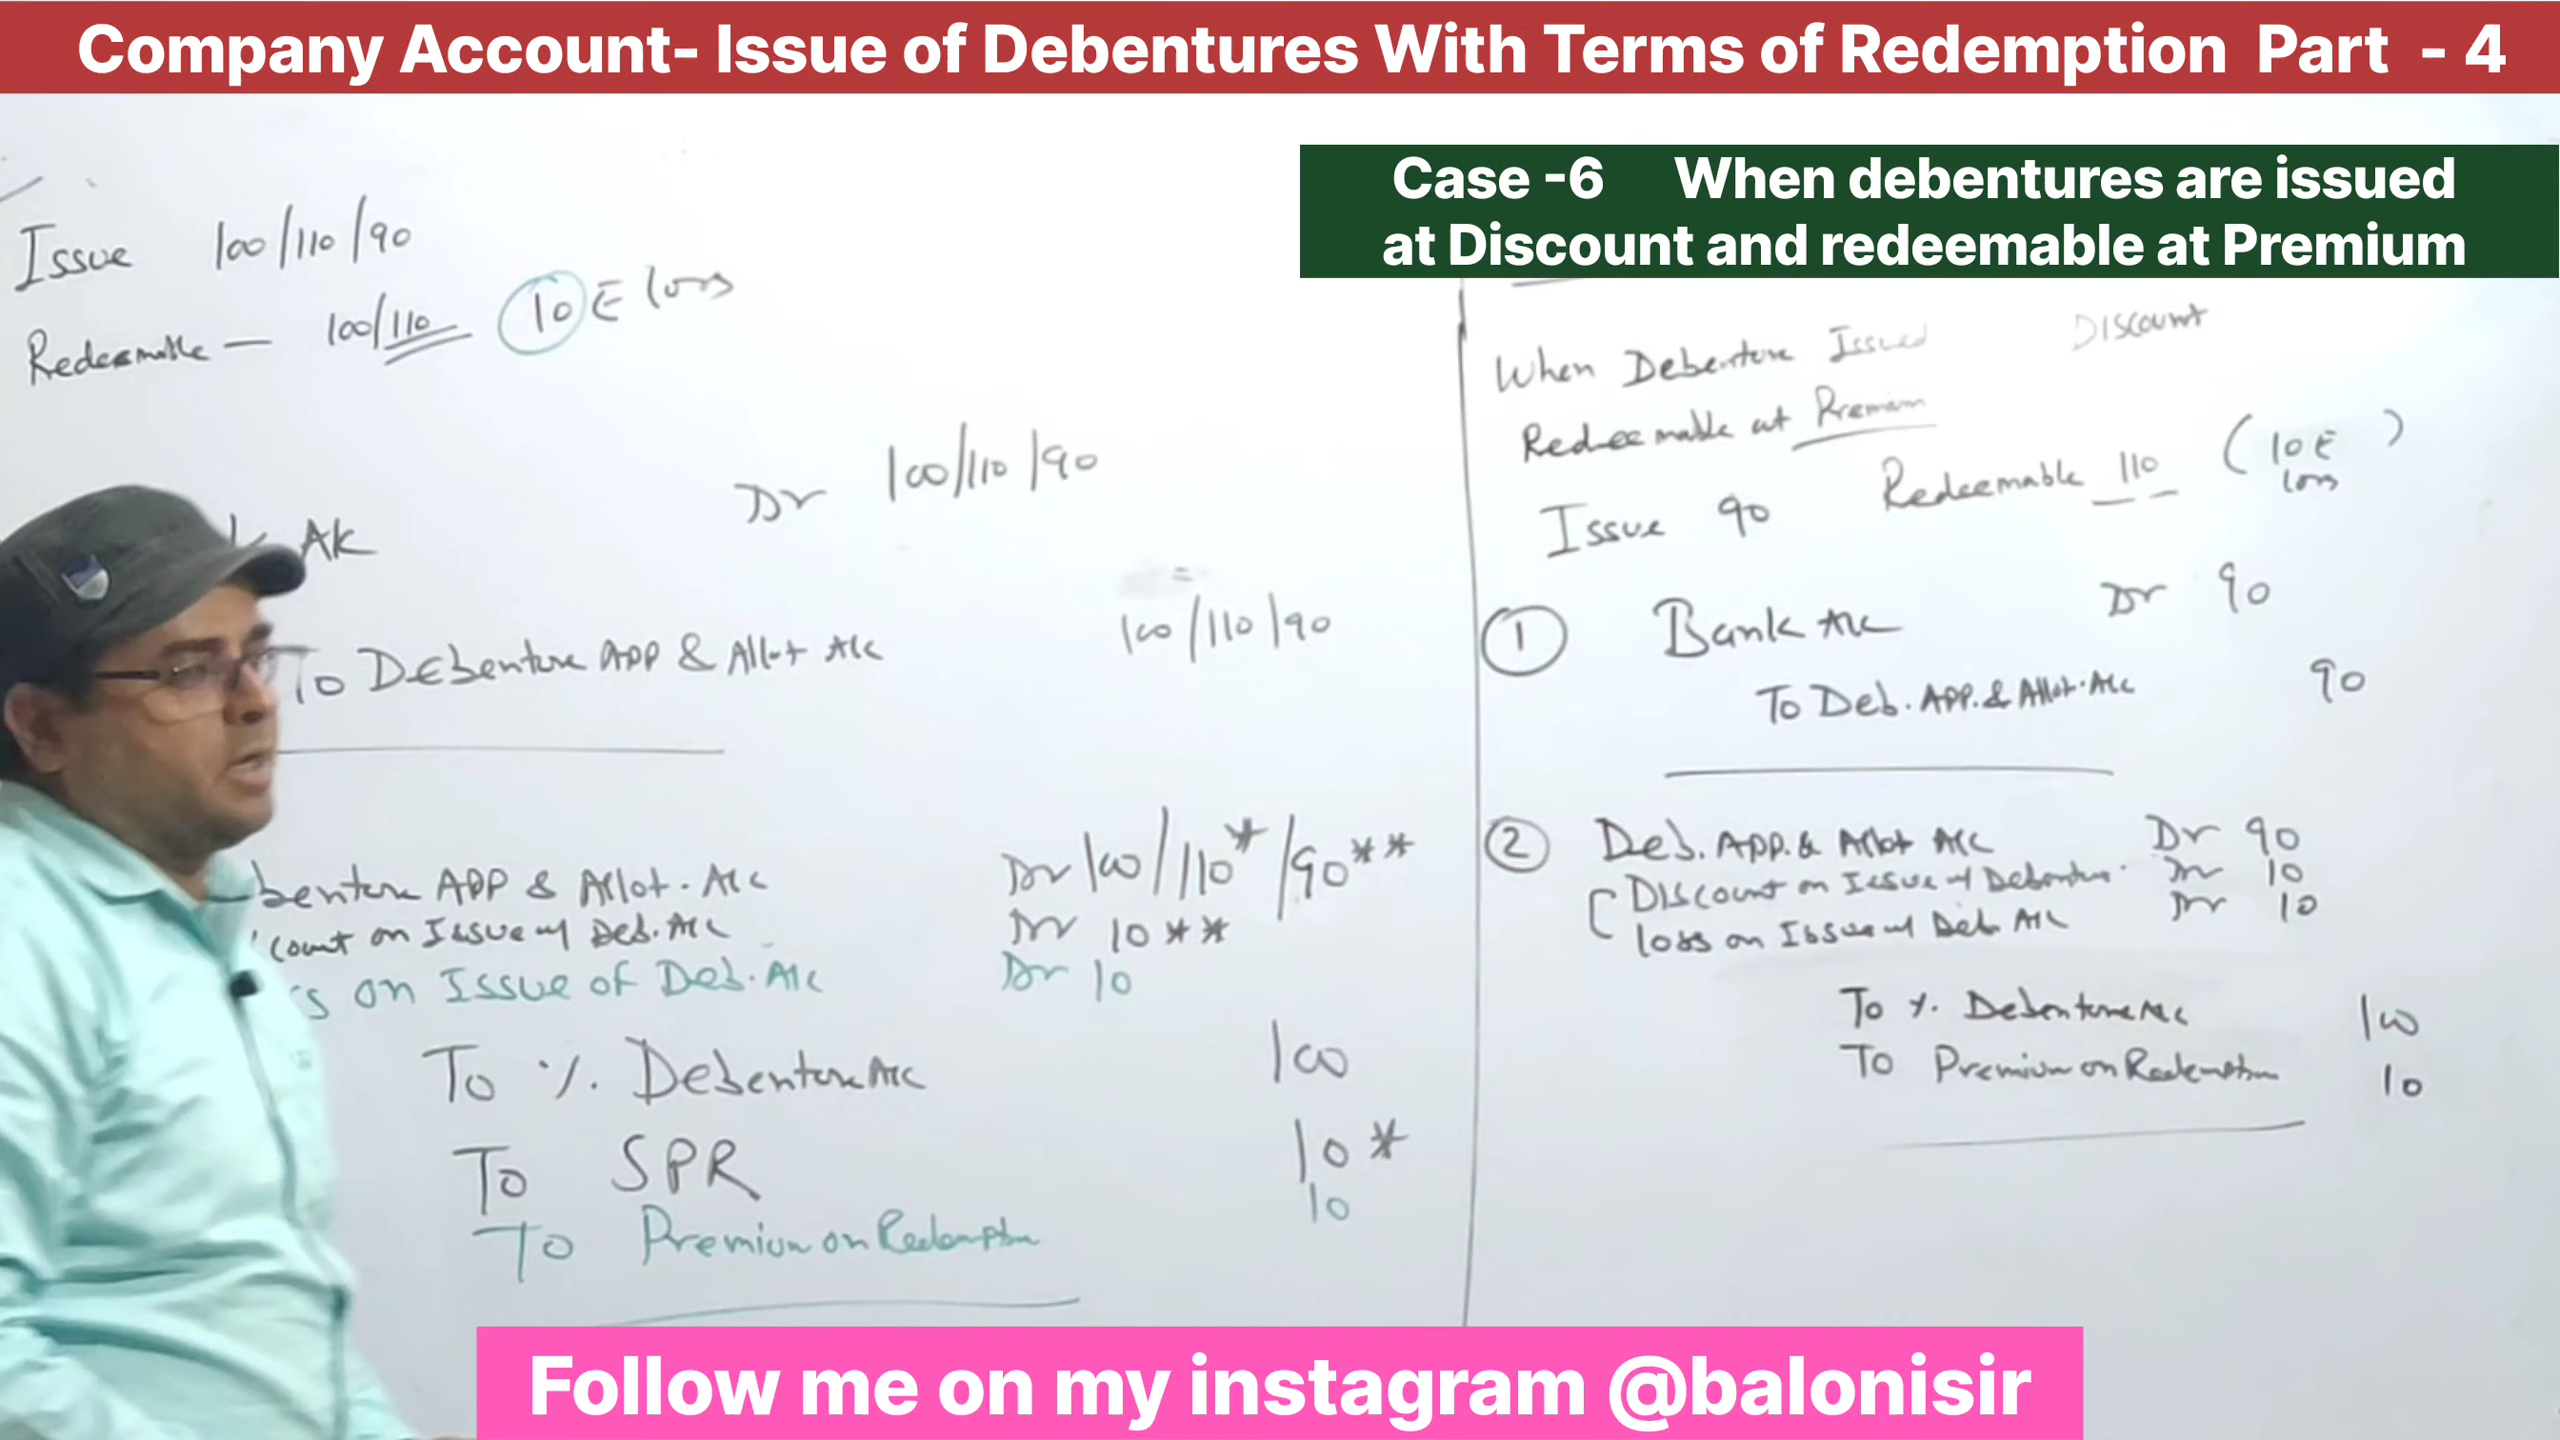 Company Account- Issue of Debentures With Terms of Redemption Part - 4
Case -6 When debentures are issued
at Discount and redeemable at Premium
Issue 100/110/90
Redeemable — 100/110 10 E loss
Dr 100/110/90
To Debenture App & Allot A/c 100/110/90
benture App & Allot. A/c Dr 100/110*/90**
count on Issue of Deb. A/c Dr 10**
s on Issue of Deb. A/c Dr 10
To %. Debenture A/c 100
To SPR 10*
To Premium on Redemption 10
When Debenture Issued Discount
Redeemable at Premium
Issue 90 Redeemable 110 (10 E loss)
1 Bank A/c Dr 90
To Deb. App. & Allot. A/c 90
2 Deb. App. & Allot A/c Dr 90
Discount on Issue of Debenture. Dr 10
loss on Issue of Deb. A/c Dr 10
To %. Debenture A/c 100
To Premium on Redemption 10
Follow me on my instagram @balonisir